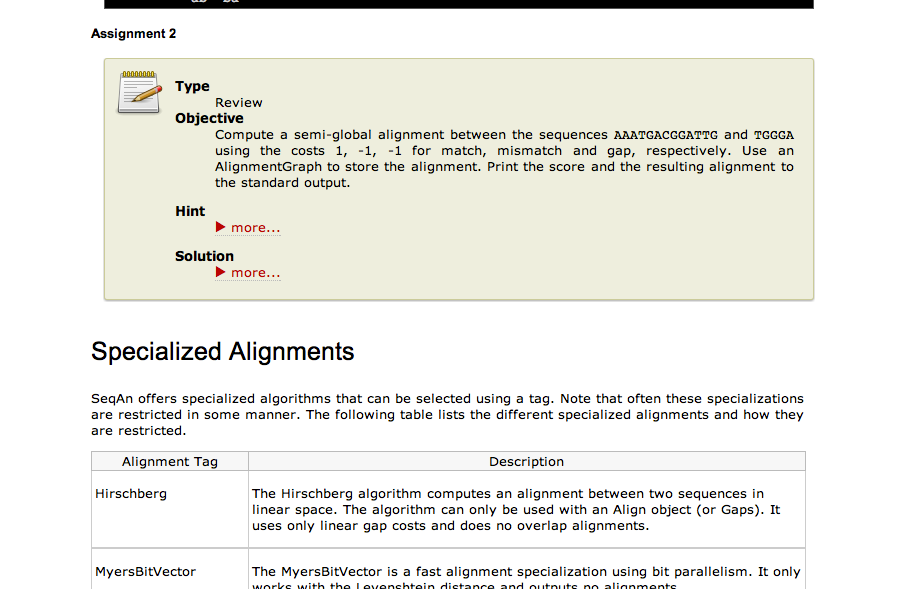 Assignment 2
Type
Review
Objective
Compute a semi-global alignment between the sequences AAATGACGGATTG and TGGGA
using the costs 1, -1, -1 for match, mismatch and gap, respectively. Use an
AlignmentGraph to store the alignment. Print the score and the resulting alignment to
the standard output.
Hint
more...
Solution
more...
Specialized Alignments
SeqAn offers specialized algorithms that can be selected using a tag. Note that often these specializations
are restricted in some manner. The following table lists the different specialized alignments and how they
are restricted.
Alignment Tag
Description
Hirschberg
The Hirschberg algorithm computes an alignment between two sequences in
linear space. The algorithm can only be used with an Align object (or Gaps). It
uses only linear gap costs and does no overlap alignments.
MyersBitVector
The MyersBitVector is a fast alignment specialization using bit parallelism. It only
works with the Levenshtein distance and outputs no alignments.